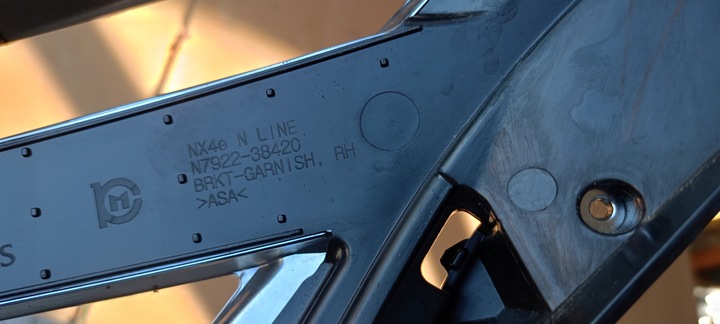 NX4e N LINE
N7922-38420
BRKT-GARNISH, RH
>ASA<
S